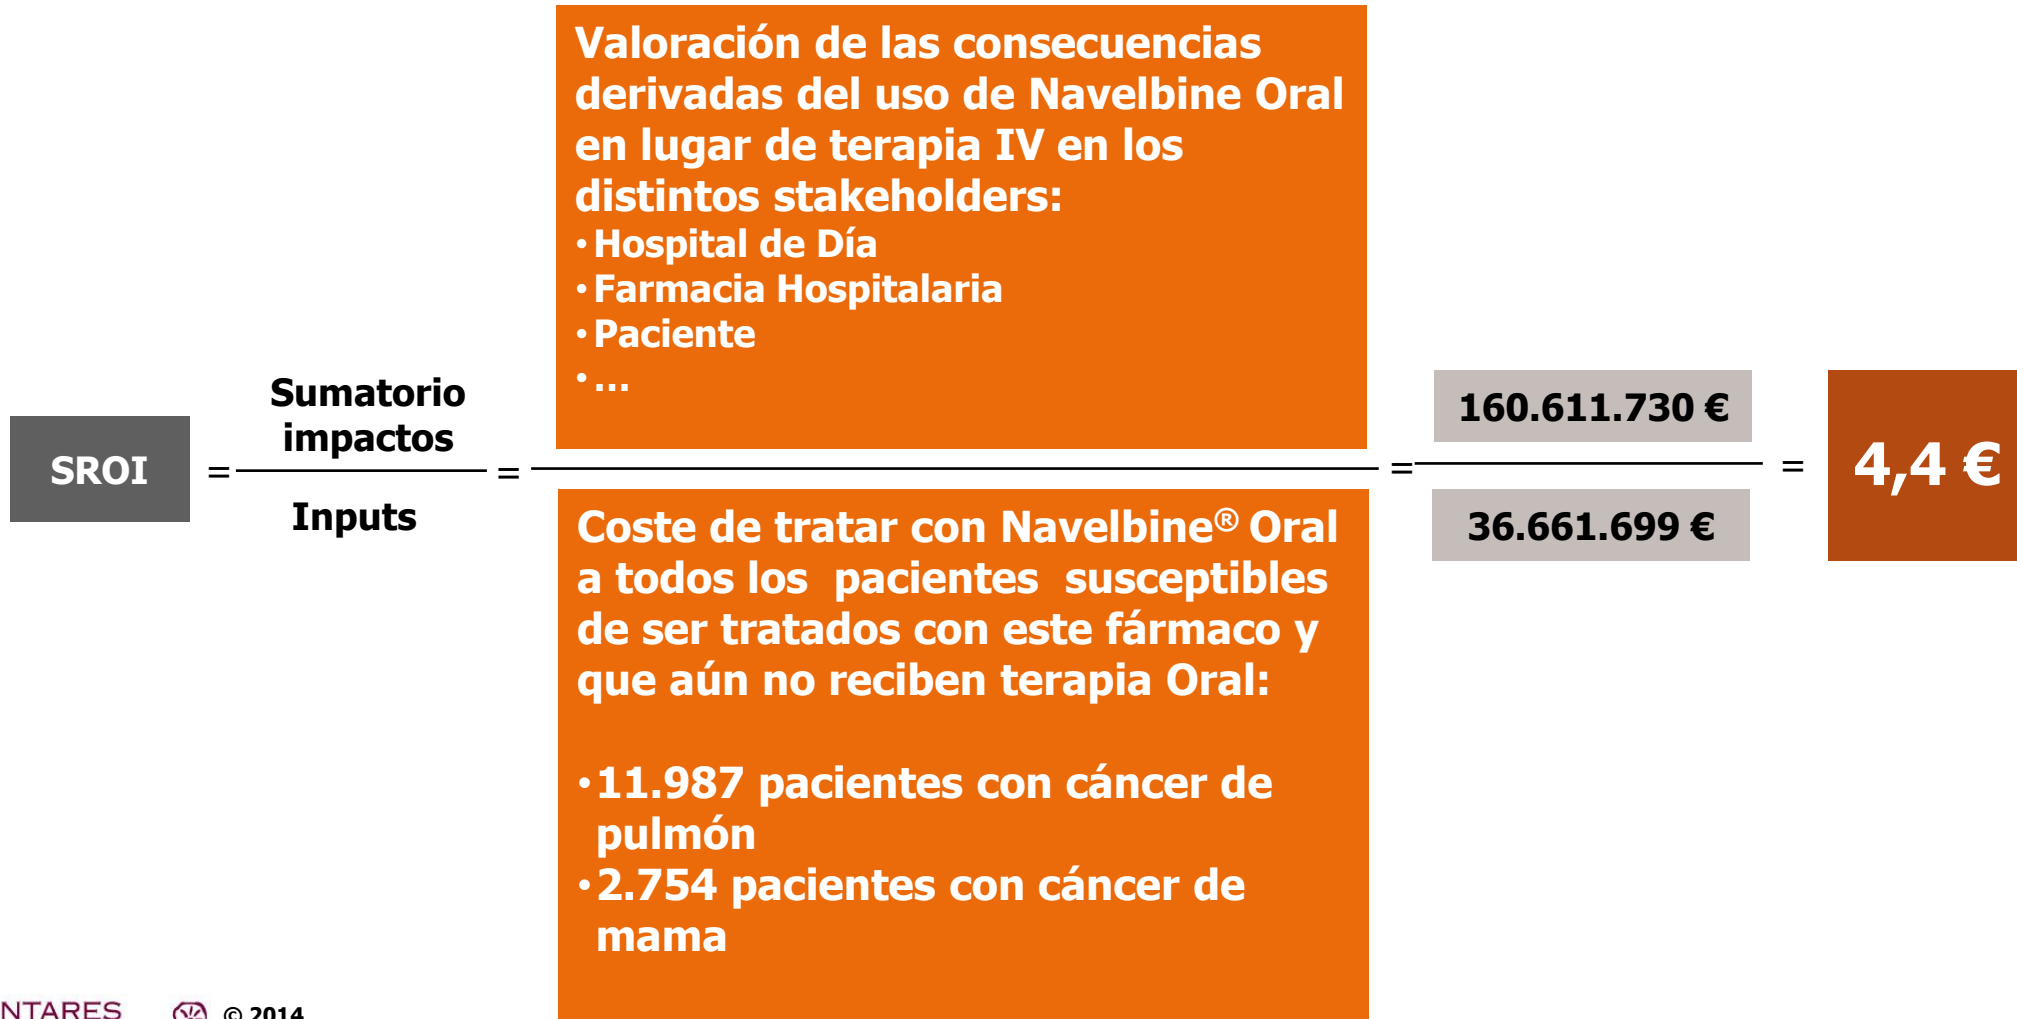 SROI
=
Sumatorio
impactos
Inputs
=
Valoración de las consecuencias
derivadas del uso de Navelbine Oral
en lugar de terapia IV en los
distintos stakeholders:
• Hospital de Día
• Farmacia Hospitalaria
• Paciente
• ...
Coste de tratar con Navelbine® Oral
a todos los pacientes susceptibles
de ser tratados con este fármaco y
que aún no reciben terapia Oral:
• 11.987 pacientes con cáncer de
pulmón
• 2.754 pacientes con cáncer de
mama
=
160.611.730 €
36.661.699 €
=
4,4 €
NTARES
© 2014